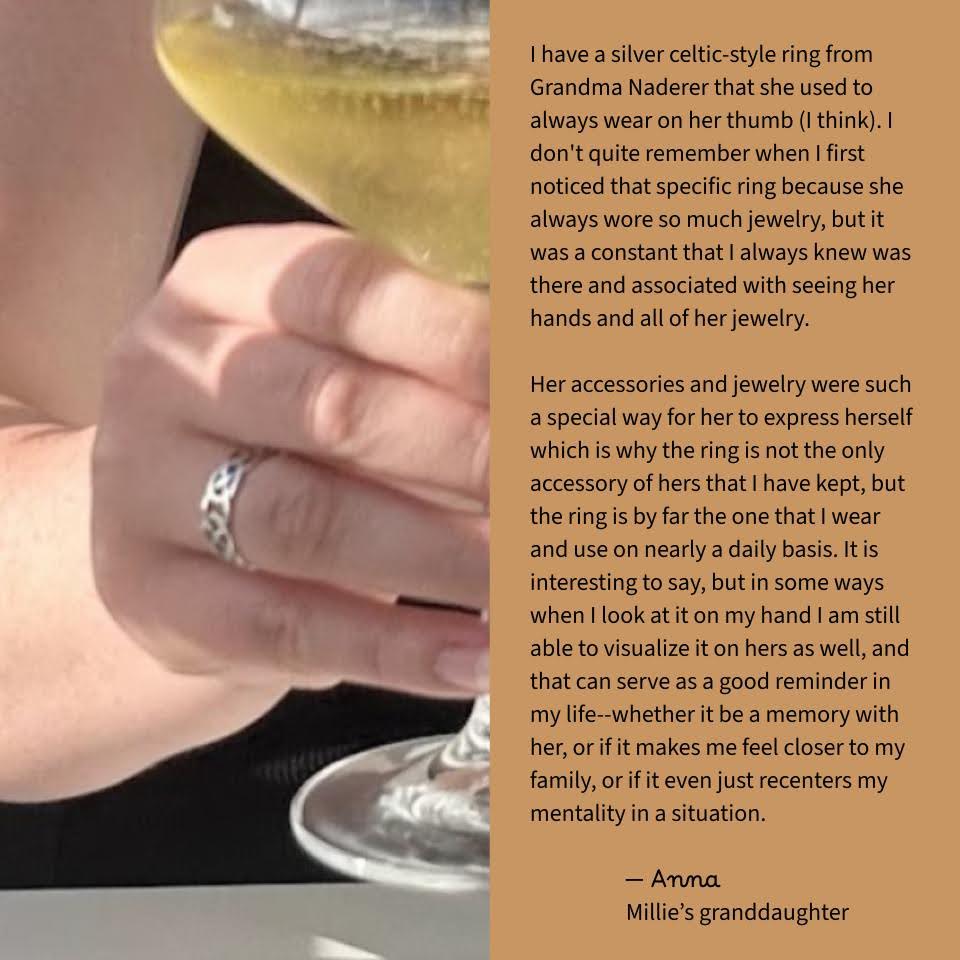 I have a silver celtic-style ring from
Grandma Naderer that she used to
always wear on her thumb (I think). I
don't quite remember when I first
noticed that specific ring because she
always wore so much jewelry, but it
was a constant that I always knew was
there and associated with seeing her
hands and all of her jewelry.
Her accessories and jewelry were such
a special way for her to express herself
which is why the ring is not the only
accessory of hers that I have kept, but
the ring is by far the one that I wear
and use on nearly a daily basis. It is
interesting to say, but in some ways
when I look at it on my hand I am still
able to visualize it on hers as well, and
that can serve as a good reminder in
my life--whether it be a memory with
her, or if it makes me feel closer to my
family, or if it even just recenters my
mentality in a situation.
— Anna
Millie’s granddaughter